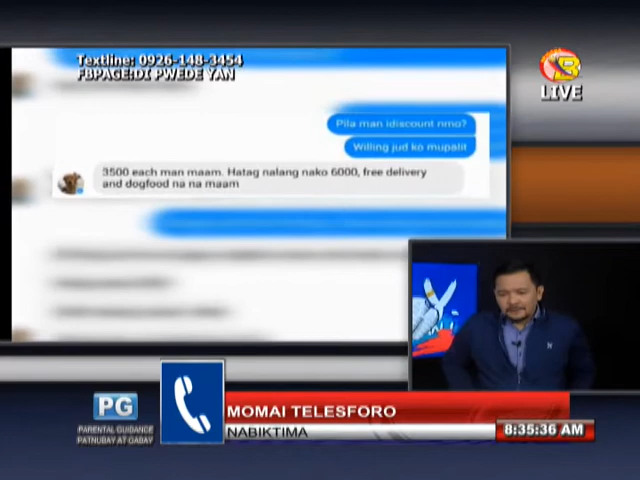 Textline: 0926-148-3454
FBPAGE:DI PWEDE YAN
LIVE
Pila man idiscount nmo?
Willing jud ko mupalit
3500 each man maam. Hatag nalang nako 6000, free delivery
and dogfood na na maam
PG
PARENTAL GUIDANCE
PATNUBAY AT GABAY
MOMAI TELESFORO
NABIKTIMA
8:35:36 AM